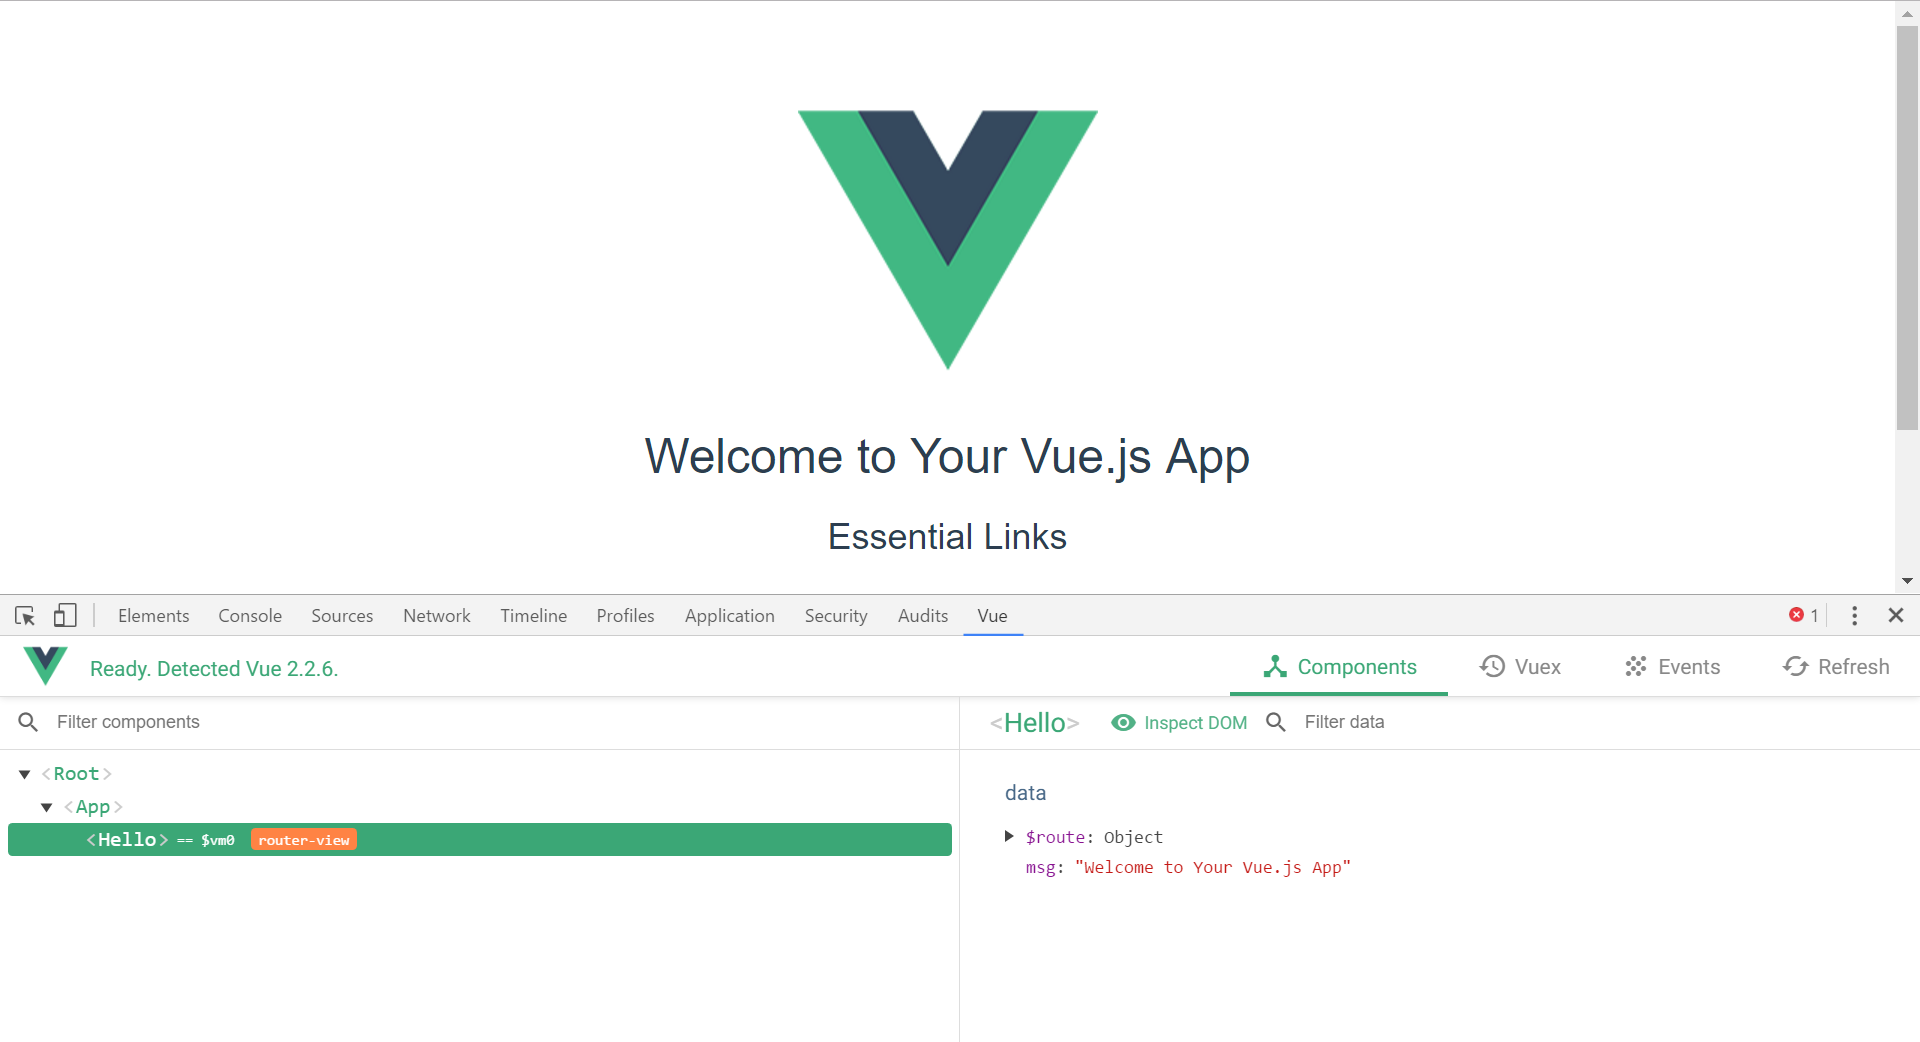 Welcome to Your Vue.js App
Essential Links
Elements Console Sources Network Timeline Profiles Application Security Audits Vue 1
Ready. Detected Vue 2.2.6. Components Vuex Events Refresh
Filter components
<Hello> Inspect DOM Filter data
<Root>
<App>
<Hello> == $vm0 router-view
data
$route: Object
msg: "Welcome to Your Vue.js App"